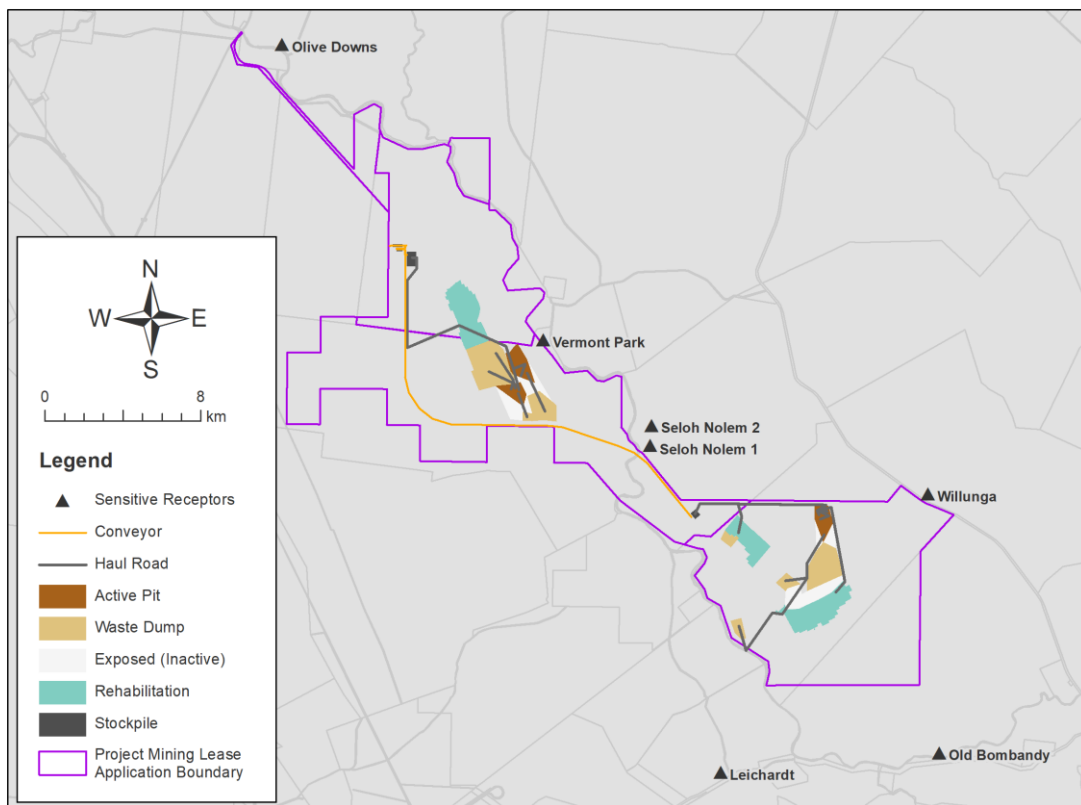 Olive Downs
N
W E
S
0 8
km
Vermont Park
Seloh Nolem 2
Seloh Nolem 1
Willunga
Legend
Sensitive Receptors
Conveyor
Haul Road
Active Pit
Waste Dump
Exposed (Inactive)
Rehabilitation
Stockpile
Project Mining Lease
Application Boundary
Old Bombandy
Leichardt